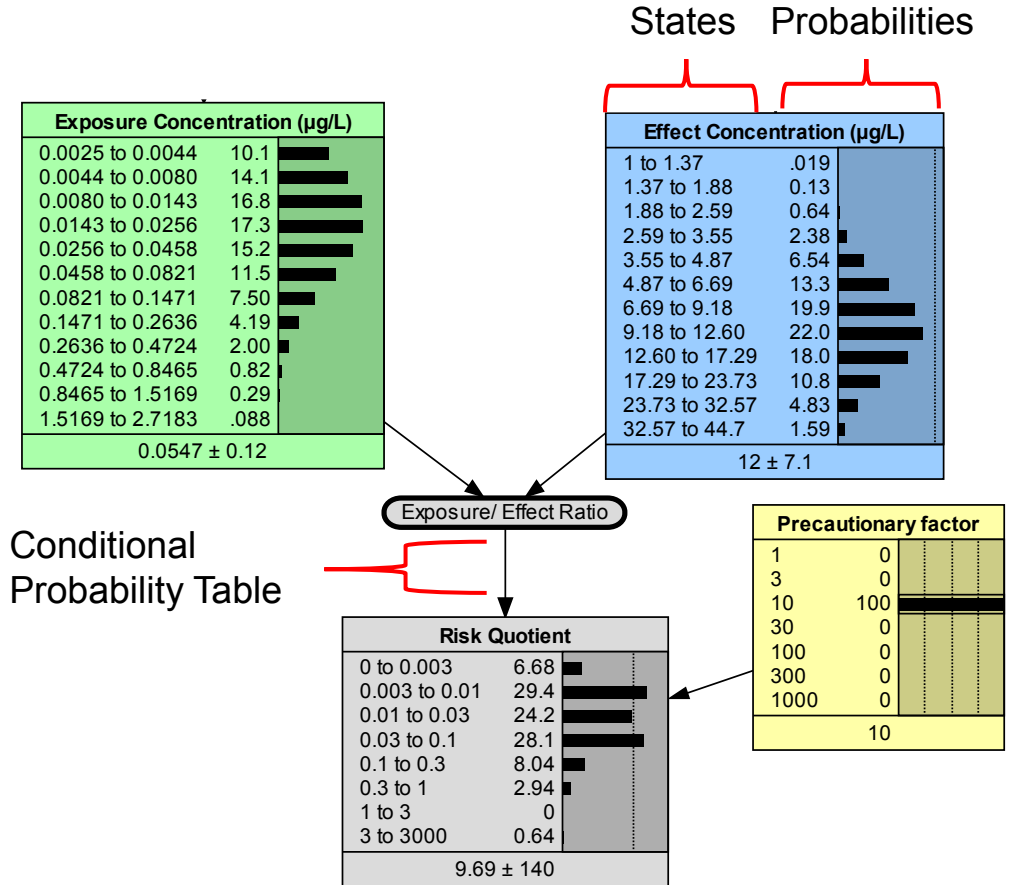 States Probabilities
Exposure Concentration (µg/L)
0.0025 to 0.0044 10.1
0.0044 to 0.0080 14.1
0.0080 to 0.0143 16.8
0.0143 to 0.0256 17.3
0.0256 to 0.0458 15.2
0.0458 to 0.0821 11.5
0.0821 to 0.1471 7.50
0.1471 to 0.2636 4.19
0.2636 to 0.4724 2.00
0.4724 to 0.8465 0.82
0.8465 to 1.5169 0.29
1.5169 to 2.7183 .088
0.0547 ± 0.12
Effect Concentration (µg/L)
1 to 1.37 .019
1.37 to 1.88 0.13
1.88 to 2.59 0.64
2.59 to 3.55 2.38
3.55 to 4.87 6.54
4.87 to 6.69 13.3
6.69 to 9.18 19.9
9.18 to 12.60 22.0
12.60 to 17.29 18.0
17.29 to 23.73 10.8
23.73 to 32.57 4.83
32.57 to 44.7 1.59
12 ± 7.1
Exposure/ Effect Ratio
Conditional
Probability Table
Precautionary factor
1 0
3 0
10 100
30 0
100 0
300 0
1000 0
10
Risk Quotient
0 to 0.003 6.68
0.003 to 0.01 29.4
0.01 to 0.03 24.2
0.03 to 0.1 28.1
0.1 to 0.3 8.04
0.3 to 1 2.94
1 to 3 0
3 to 3000 0.64
9.69 ± 140